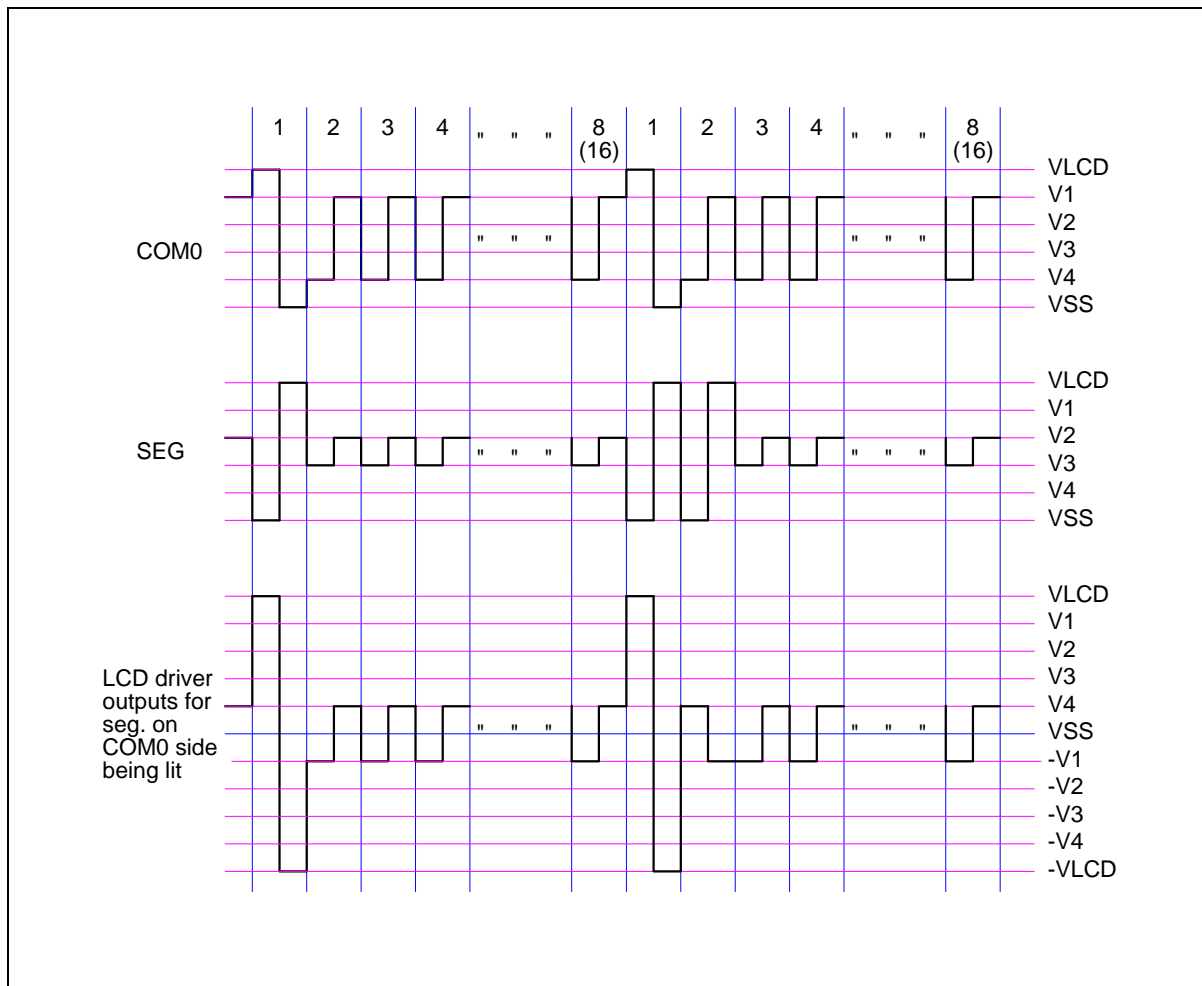 1 2 3 4 " " " 8 1 2 3 4 " " " 8
(16) (16)
VLCD
V1
V2
" " " " " "
COM0
V3
V4
VSS
VLCD
V1
V2
SEG
" " " " " "
V3
V4
VSS
VLCD
V1
V2
V3
LCD driver
outputs for
seg. on
COM0 side
being lit
V4
" " " " " "
VSS
-V1
-V2
-V3
-V4
-VLCD